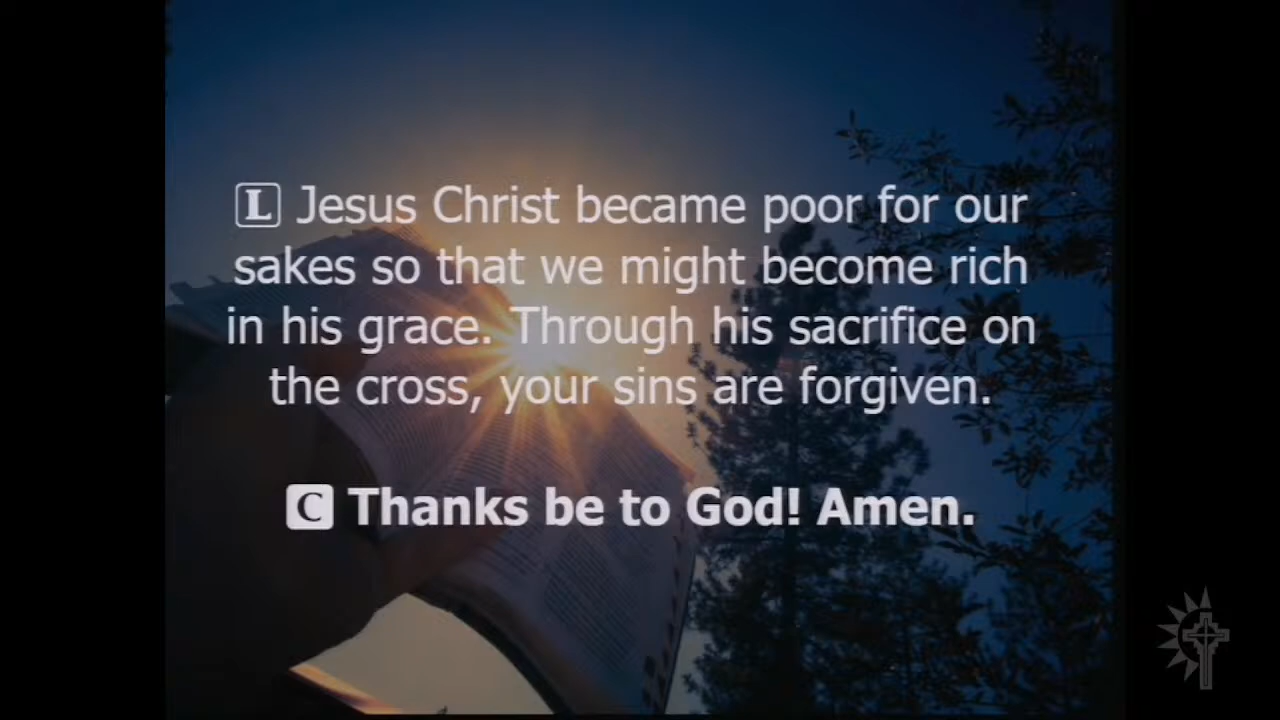 L Jesus Christ became poor for our
sakes so that we might become rich
in his grace. Through his sacrifice on
the cross, your sins are forgiven.
C Thanks be to God! Amen.